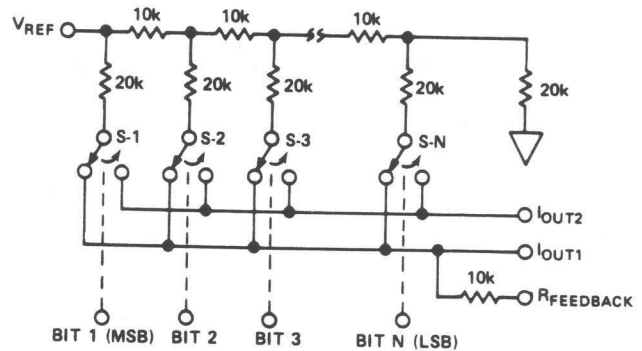 10k 10k 10k
VREF
20k 20k 20k 20k 20k
S-1 S-2 S-3 S-N
IOUT2
IOUT1
10k
RFEEDBACK
BIT 1 (MSB) BIT 2 BIT 3 BIT N (LSB)